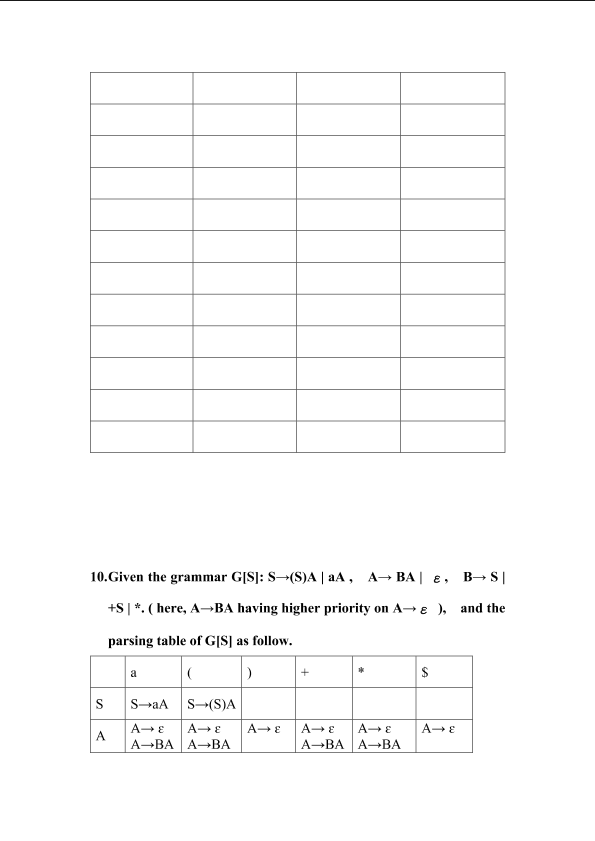 10.Given the grammar G[S]: S→(S)A | aA , A→ BA | ε , B→ S |
+S | *. ( here, A→BA having higher priority on A→ ε ), and the
parsing table of G[S] as follow.
a ( ) + * $
S S→aA S→(S)A
A A→ ε A→ ε A→ ε A→ ε A→ ε A→ ε
A→BA A→BA A→BA A→BA